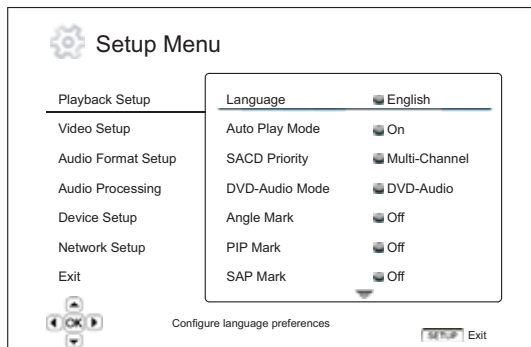 Setup Menu
Playback Setup
Video Setup
Audio Format Setup
Audio Processing
Device Setup
Network Setup
Exit
Language English
Auto Play Mode On
SACD Priority Multi-Channel
DVD-Audio Mode DVD-Audio
Angle Mark Off
PIP Mark Off
SAP Mark Off
OK
Configure language preferences
SETUP Exit